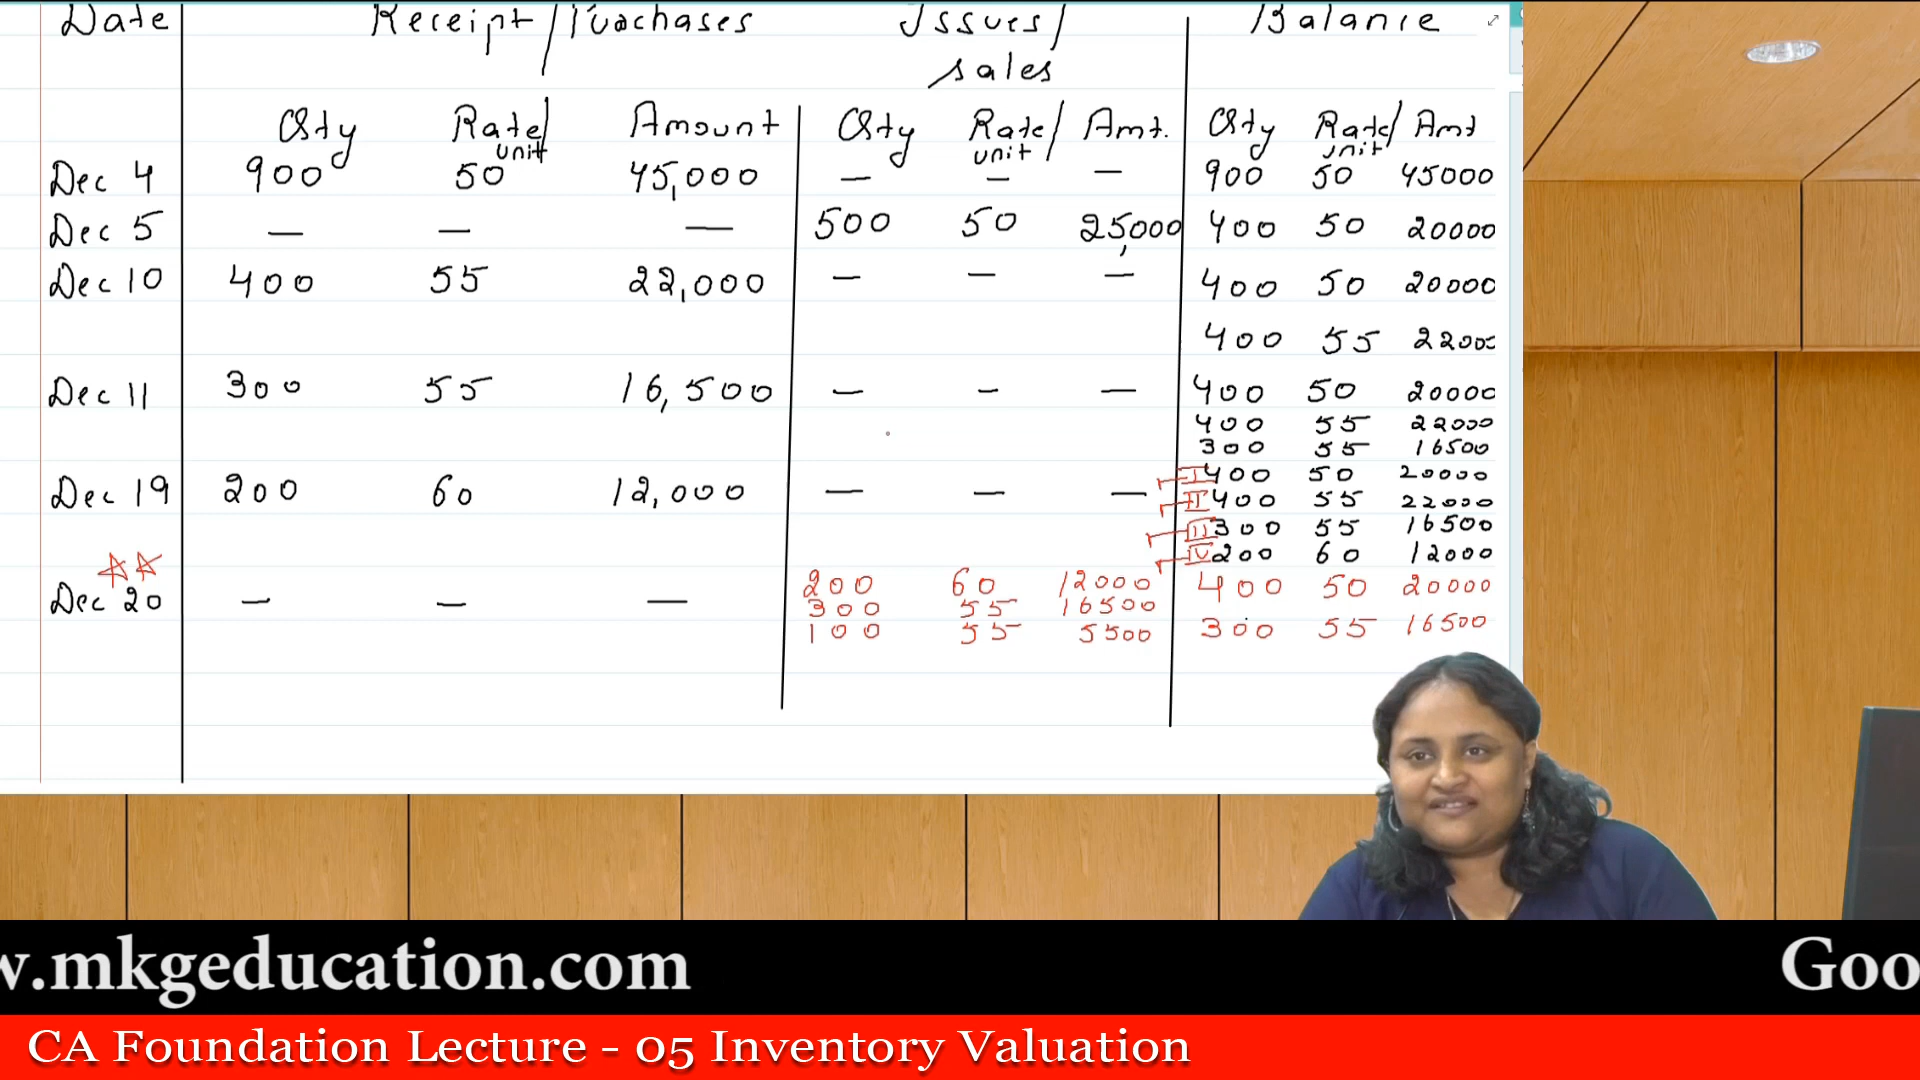 Date Receipt/Purchases Issues/ Balance
sales
Qty Rate/ Amount Qty Rate/ Amt. Qty Rate/ Amt
unit unit unit
Dec 4 900 50 45,000 — — — 900 50 45000
Dec 5 — — — 500 50 25,000 400 50 20000
Dec 10 400 55 22,000 — — — 400 50 20000
400 55 22000
Dec 11 300 55 16,500 — - — 400 50 20000
400 55 22000
300 55 16500
I 400 50 20000
Dec 19 200 60 12,000 — — — II 400 55 22000
III 300 55 16500
IV 200 60 12000
200 60 12000 400 50 20000
Dec 20 — — — 300 55 16500
100 55 5500 300 55 16500
w.mkgeducation.com Goo
CA Foundation Lecture - 05 Inventory Valuation